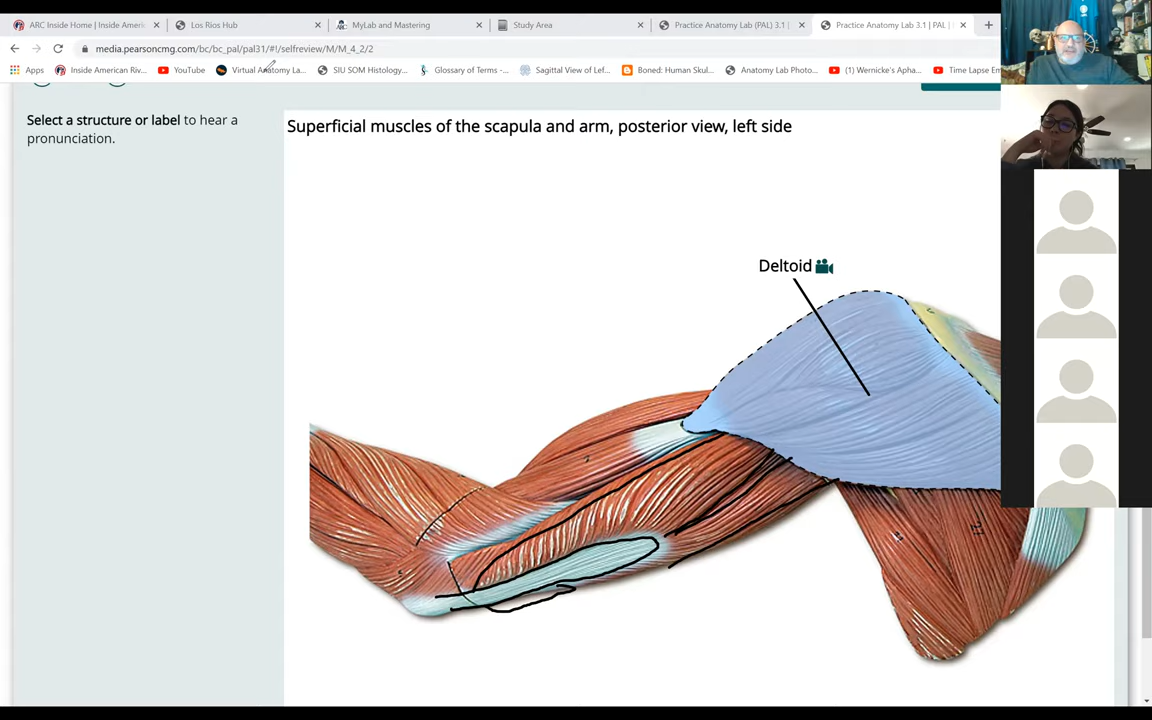 ARC Inside Home | Inside Ameri
Los Rios Hub
MyLab and Mastering
Study Area
Practice Anatomy Lab (PAL) 3.1 |
Practice Anatomy Lab 3.1 | PAL
media.pearsoncmg.com/bc/bc_pal/pal31/#!/selfreview/M/M_4_2/2
Apps
Inside American Riv...
YouTube
Virtual Anatomy La...
SIU SOM Histology...
Glossary of Terms -...
Sagittal View of Lef...
Boned: Human Skul...
Anatomy Lab Photo...
(1) Wernicke's Apha...
Time Lapse Em
Select a structure or label to hear a
pronunciation.
Superficial muscles of the scapula and arm, posterior view, left side
Deltoid